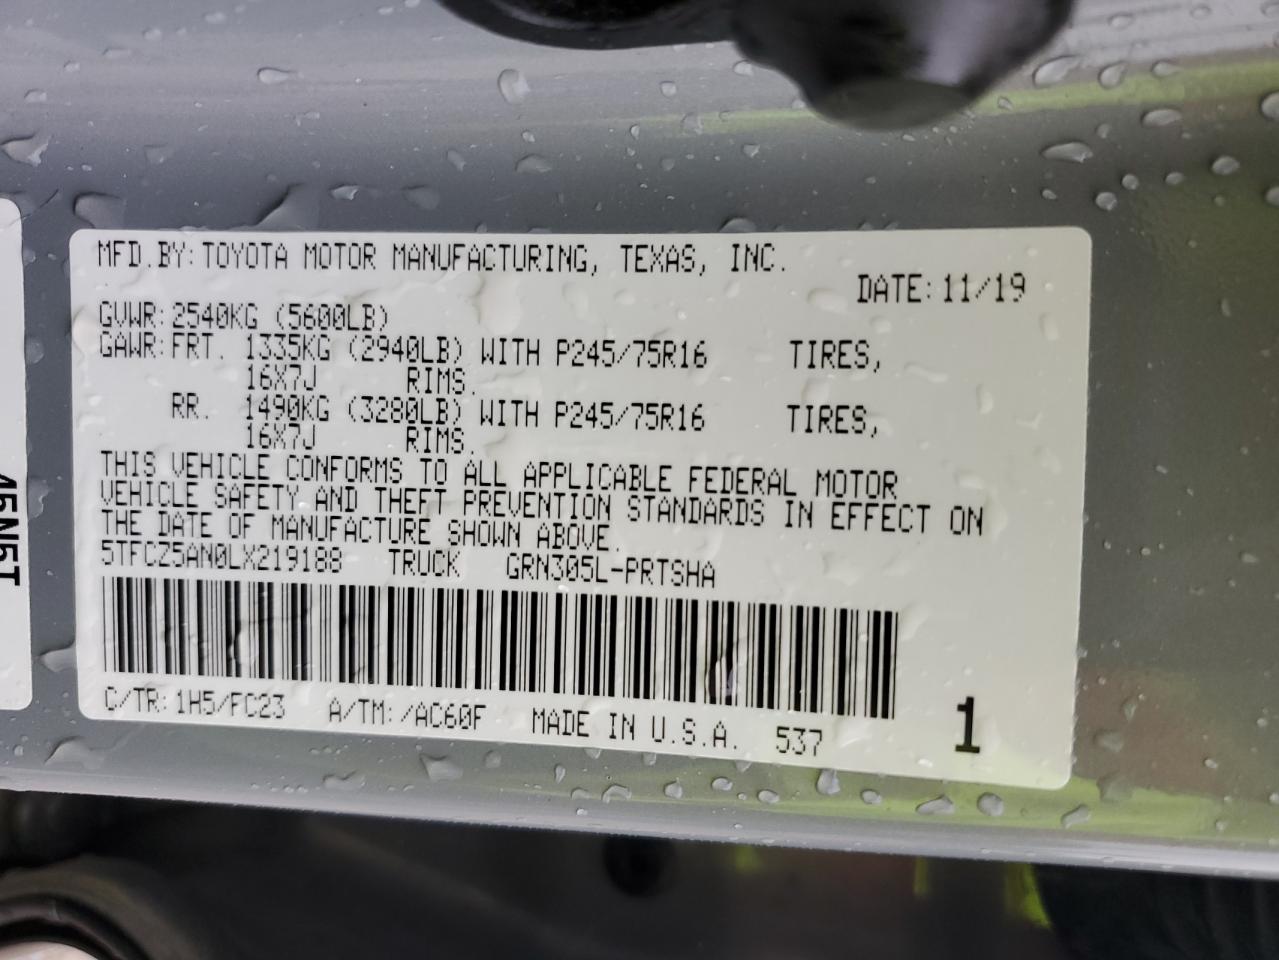 MFD.BY: TOYOTA MOTOR MANUFACTURING, TEXAS, INC.
DATE: 11/19
GVWR: 2540KG (5600LB)
GAWR: FRT. 1335KG (2940LB) WITH P245/75R16 TIRES,
16X7J RIMS.
RR. 1490KG (3280LB) WITH P245/75R16 TIRES,
16X7J RIMS.
THIS VEHICLE CONFORMS TO ALL APPLICABLE FEDERAL MOTOR
VEHICLE SAFETY AND THEFT PREVENTION STANDARDS IN EFFECT ON
THE DATE OF MANUFACTURE SHOWN ABOVE.
5TFCZ5AN0LX219188 TRUCK GRN305L-PRTSHA
C/TR: 1H5/FC23 A/TM: /AC60F MADE IN U.S.A. 537
1
45N5T